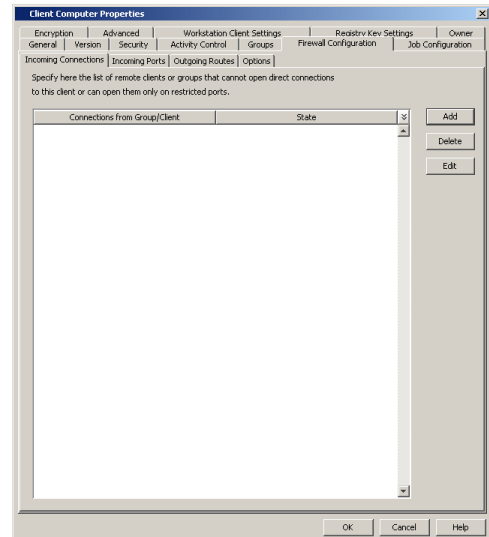 Client Computer Properties
Encryption Advanced Workstation Client Settings Registry Key Settings Owner
General Version Security Activity Control Groups Firewall Configuration Job Configuration
Incoming Connections Incoming Ports Outgoing Routes Options
Specify here the list of remote clients or groups that cannot open direct connections
to this client or can open them only on restricted ports.
Connections from Group/Client State Add
Delete
Edit
OK Cancel Help